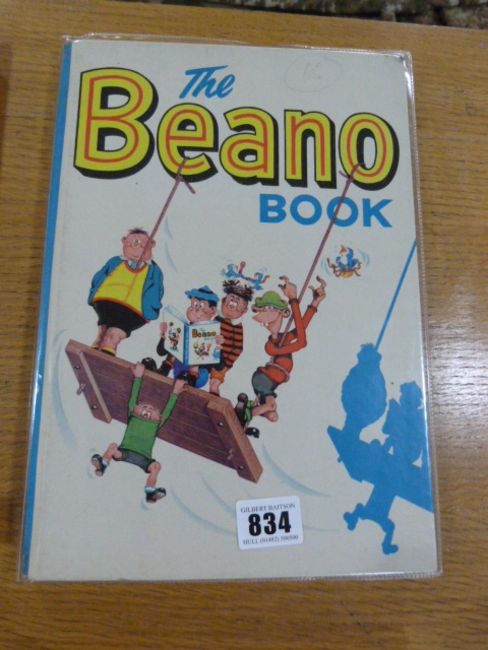 The
Beano
BOOK
Beano
GILBERT BAITSON
834
HULL (01482) 500500